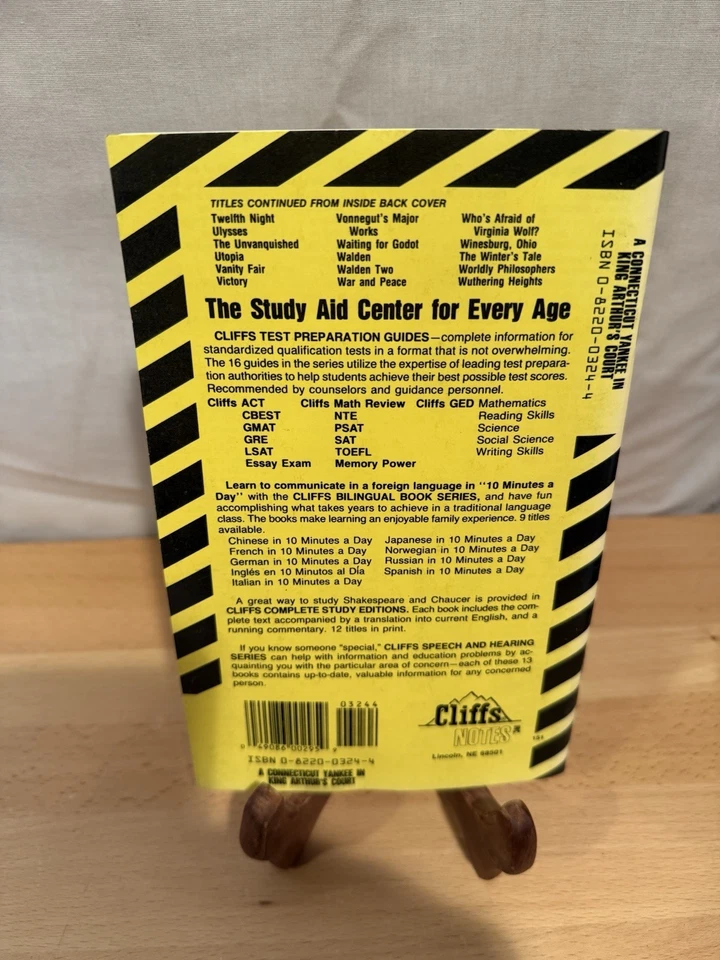 TITLES CONTINUED FROM INSIDE BACK COVER
Twelfth Night
Ulysses
The Unvanquished
Utopia
Vanity Fair
Victory
Vonnegut's Major
Works
Waiting for Godot
Walden
Walden Two
War and Peace
Who's Afraid of
Virginia Wolf?
Winesburg, Ohio
The Winter's Tale
Worldly Philosophers
Wuthering Heights
The Study Aid Center for Every Age
CLIFFS TEST PREPARATION GUIDES—complete information for
standardized qualification tests in a format that is not overwhelming.
The 16 guides in the series utilize the expertise of leading test prepara-
tion authorities to help students achieve their best possible test scores.
Recommended by counselors and guidance personnel.
Cliffs ACT
CBEST
GMAT
GRE
LSAT
Essay Exam
Cliffs Math Review
NTE
PSAT
SAT
TOEFL
Memory Power
Cliffs GED Mathematics
Reading Skills
Science
Social Science
Writing Skills
Learn to communicate in a foreign language in "10 Minutes a
Day" with the CLIFFS BILINGUAL BOOK SERIES, and have fun
accomplishing what takes years to achieve in a traditional language
class. The books make learning an enjoyable family experience. 9 titles
available.
Chinese in 10 Minutes a Day
French in 10 Minutes a Day
German in 10 Minutes a Day
Inglés en 10 Minutos al Día
Italian in 10 Minutes a Day
Japanese in 10 Minutes a Day
Norwegian in 10 Minutes a Day
Russian in 10 Minutes a Day
Spanish in 10 Minutes a Day
A great way to study Shakespeare and Chaucer is provided in
CLIFFS COMPLETE STUDY EDITIONS. Each book includes the com-
plete text accompanied by a translation into current English, and a
running commentary. 12 titles in print.
If you know someone "special," CLIFFS SPEECH AND HEARING
SERIES can help with information and education problems by ac-
quainting you with the particular area of concern—each of these 13
books contains up-to-date, valuable information for any concerned
person.
03244
0 49086 00295 9
ISBN 0-8220-0324-4
A CONNECTICUT YANKEE IN
KING ARTHUR'S COURT
Cliffs
NOTES®
Lincoln, NE 68501
A CONNECTICUT YANKEE IN
KING ARTHUR'S COURT
ISBN 0-8220-0324-4